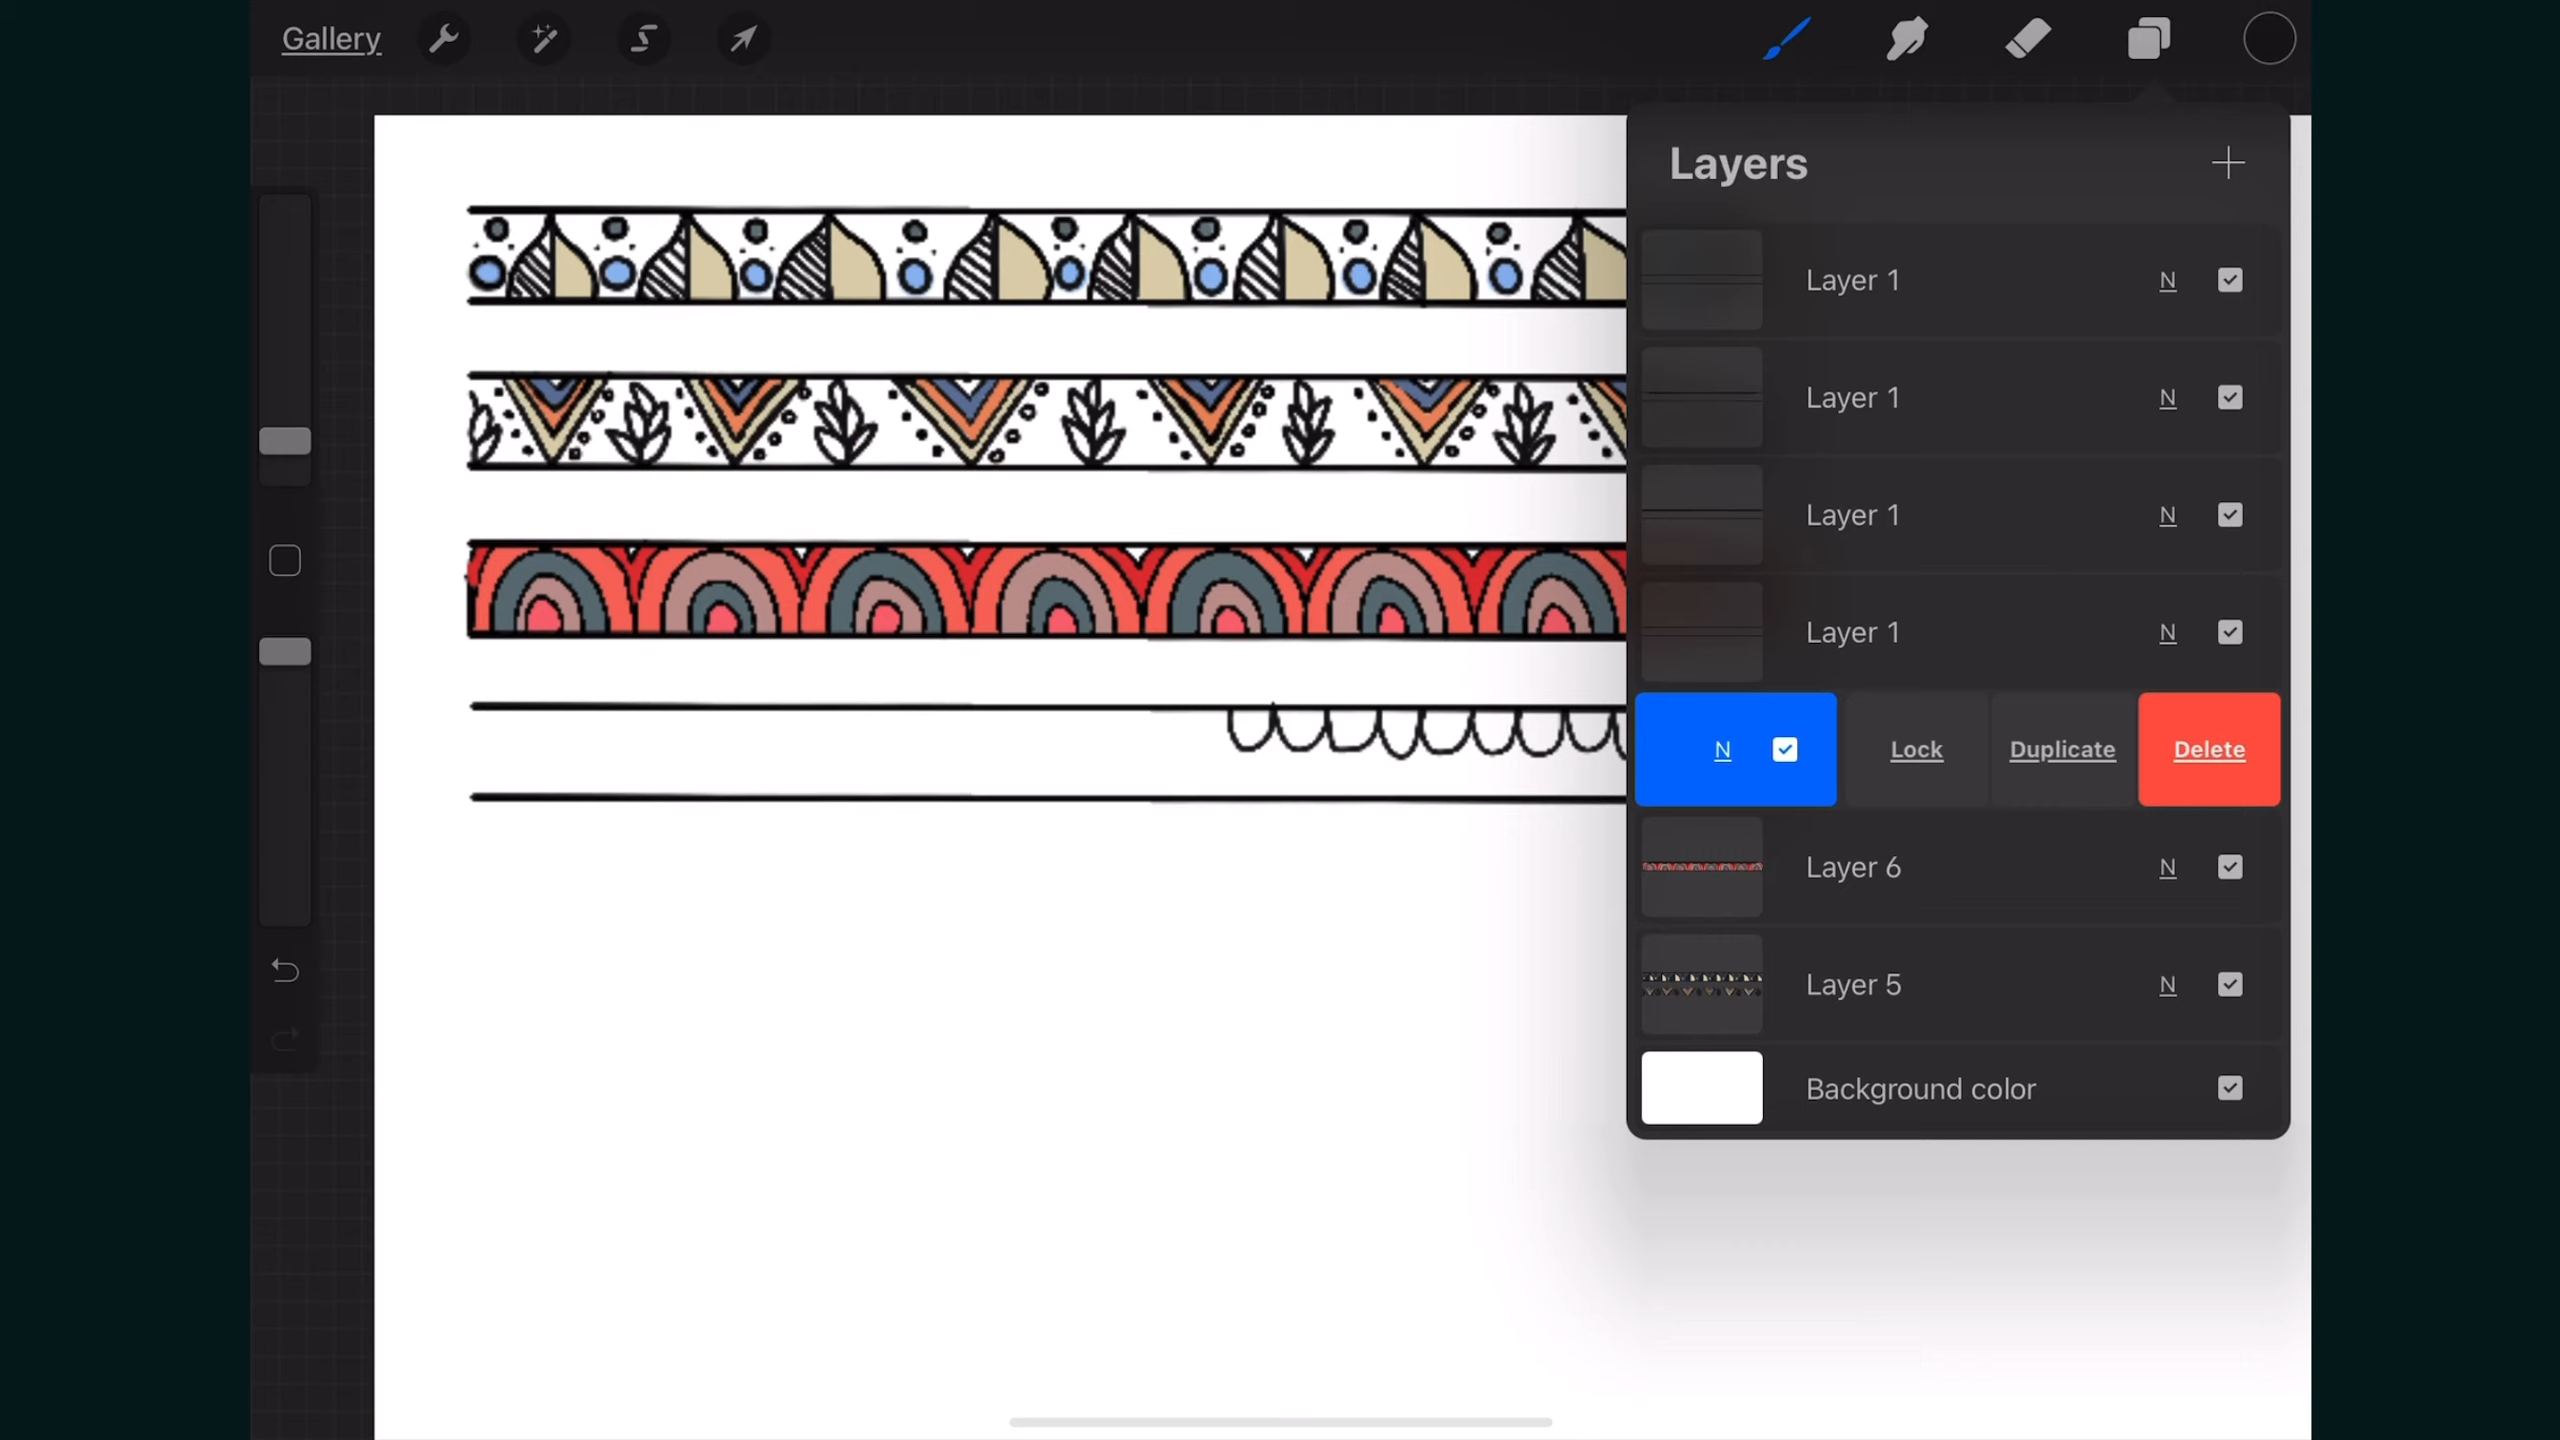 Gallery
Layers
Layer 1 N
Layer 1 N
Layer 1 N
Layer 1 N
N Lock Duplicate Delete
Layer 6 N
Layer 5 N
Background color